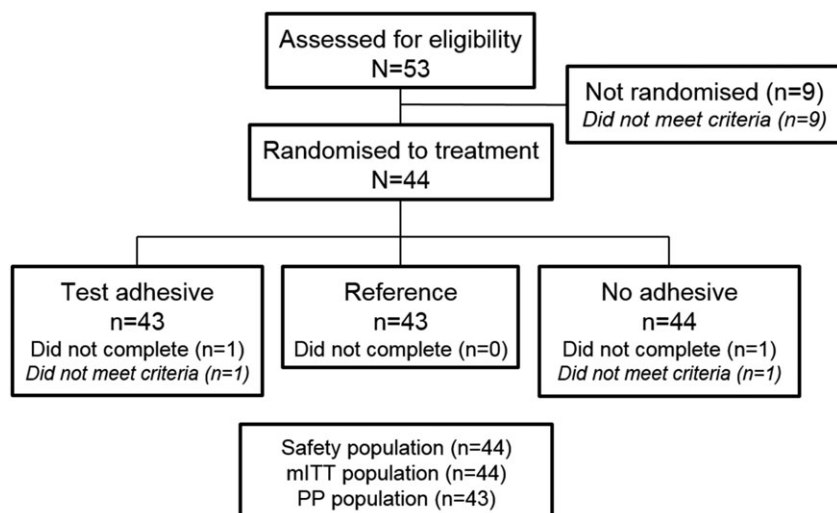 Assessed for eligibility
N=53
Not randomised (n=9)
Did not meet criteria (n=9)
Randomised to treatment
N=44
Test adhesive
n=43
Did not complete (n=1)
Did not meet criteria (n=1)
Reference
n=43
Did not complete (n=0)
No adhesive
n=44
Did not complete (n=1)
Did not meet criteria (n=1)
Safety population (n=44)
mITT population (n=44)
PP population (n=43)